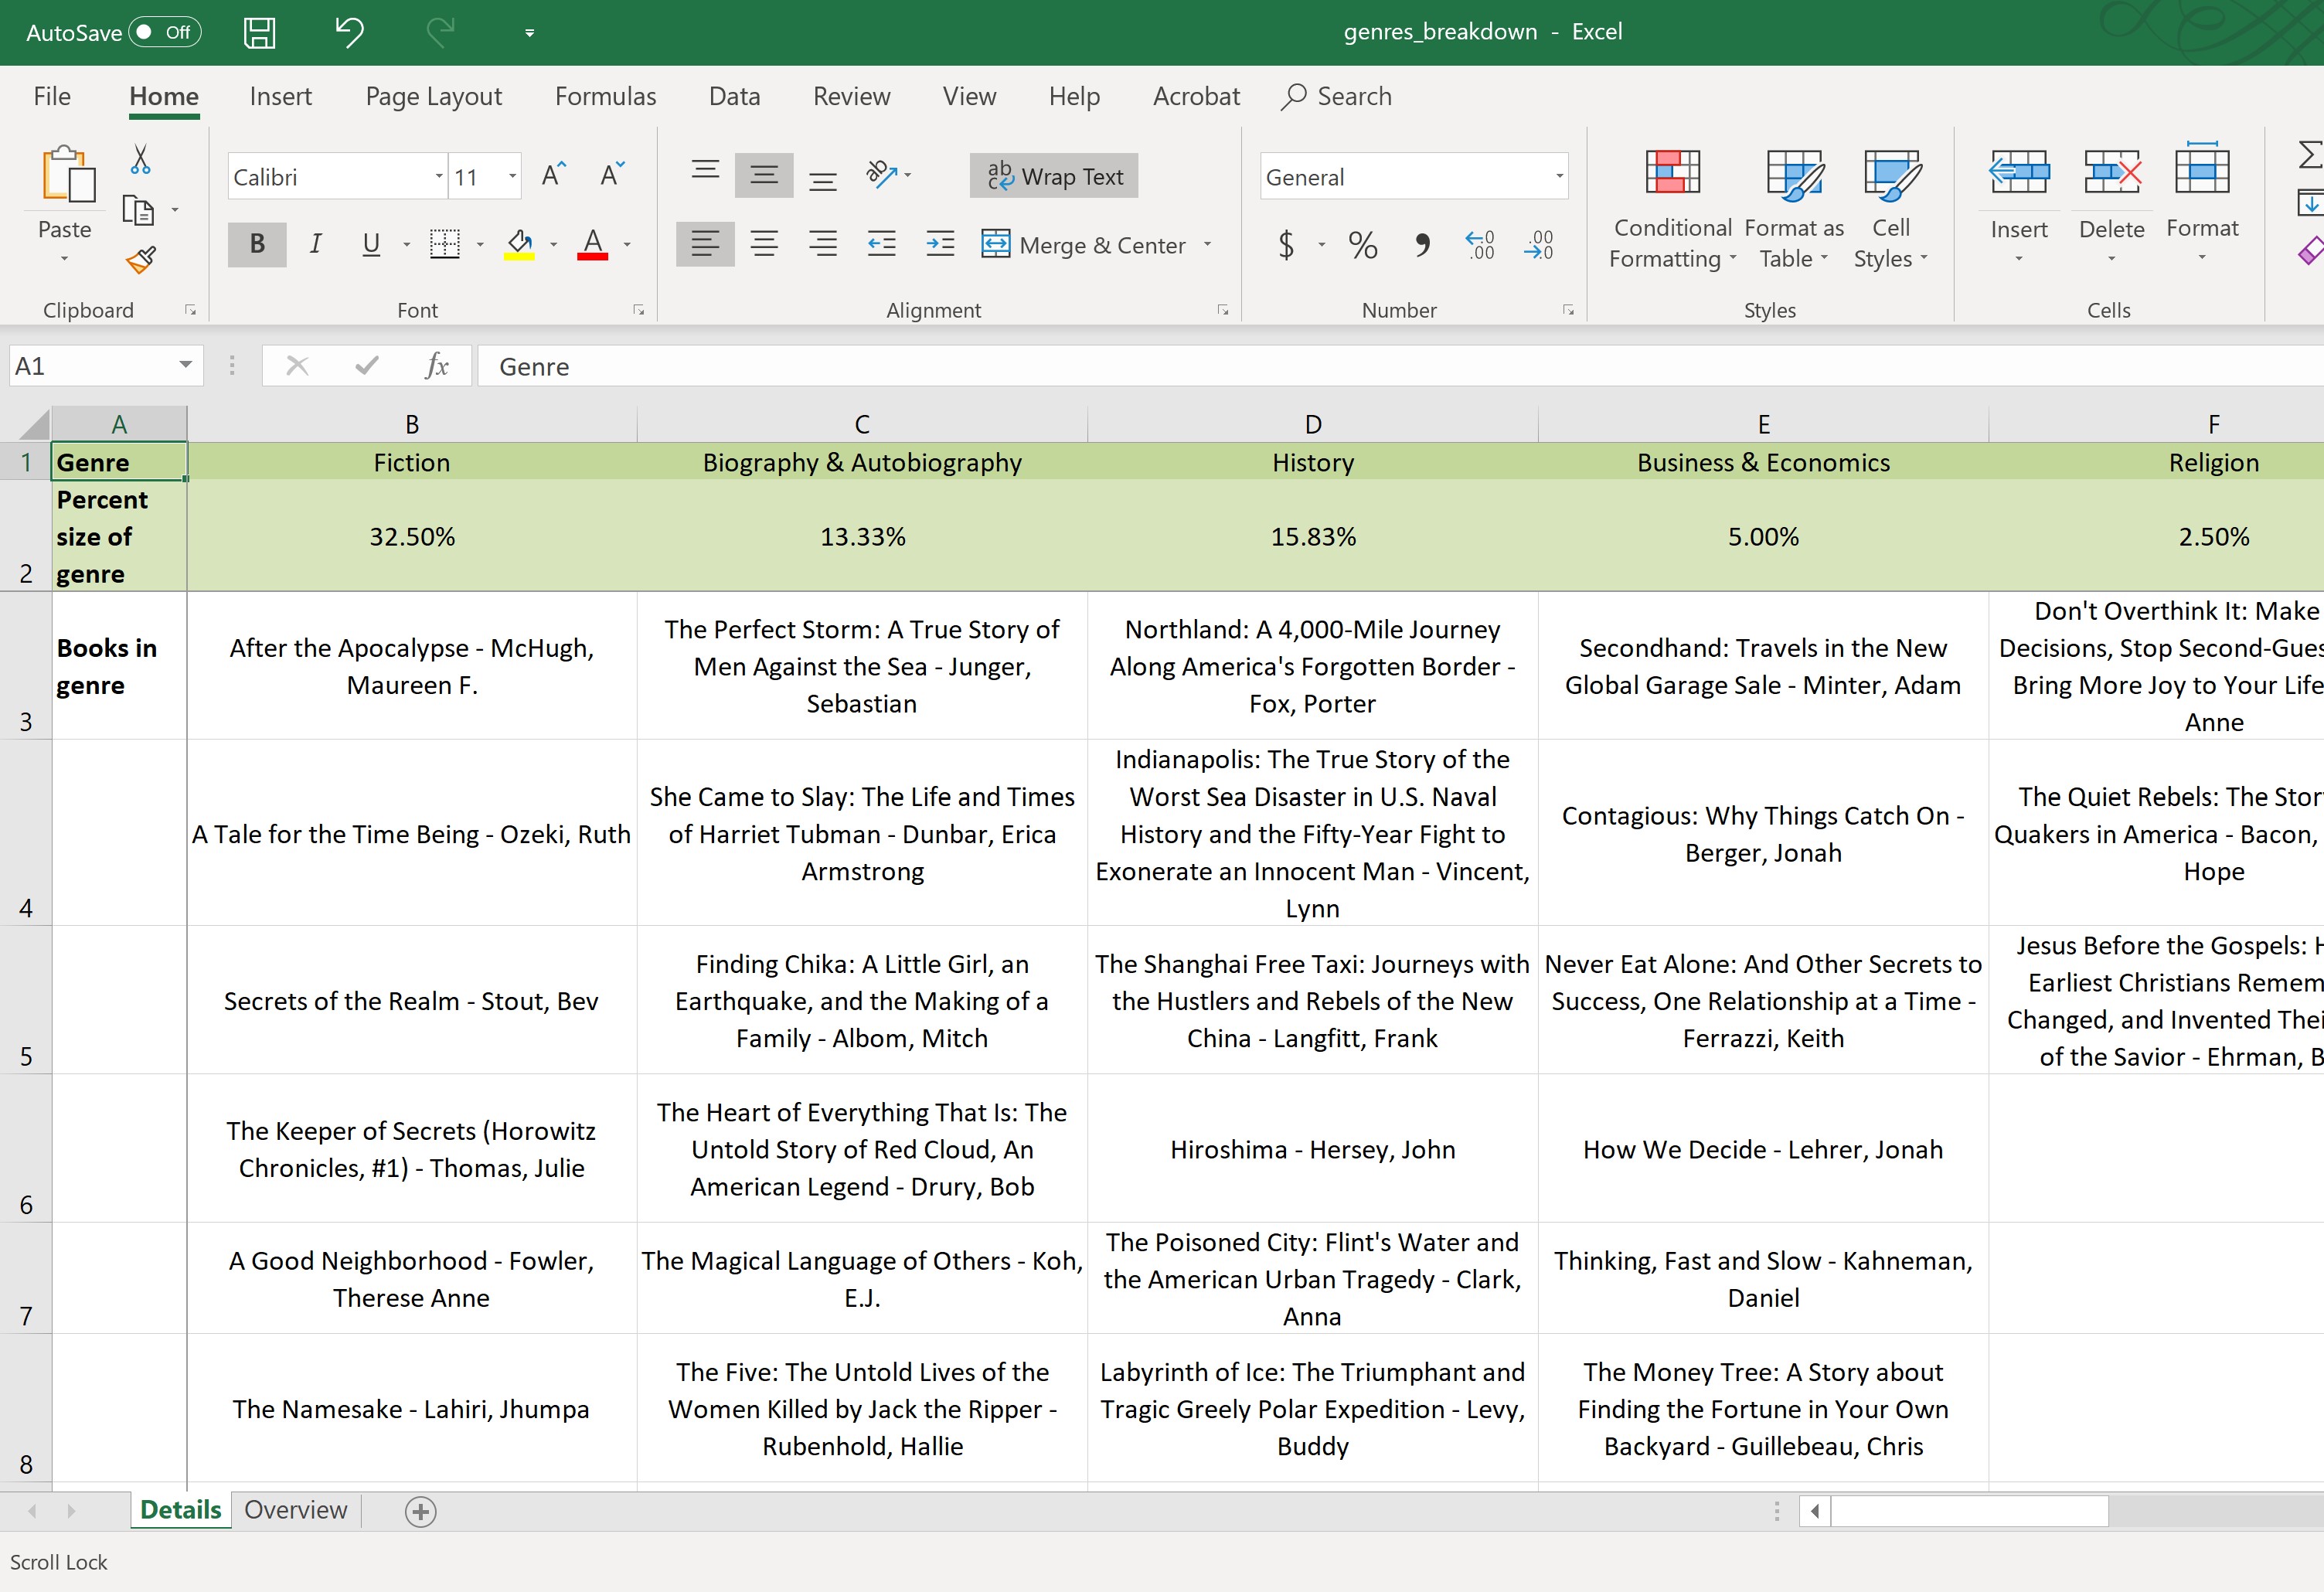 AutoSave Off genres_breakdown - Excel
File Home Insert Page Layout Formulas Data Review View Help Acrobat Search
Paste
Clipboard
Calibri 11 A A
B I U A
Font
ab Wrap Text
Merge & Center
Alignment
General
$ % , .0 .00 .00 .0
Number
Conditional Formatting
Format as Table
Cell Styles
Styles
Insert Delete Format
Cells
A1 fx Genre
A B C D E F
1 Genre Fiction Biography & Autobiography History Business & Economics Religion
2 Percent size of genre 32.50% 13.33% 15.83% 5.00% 2.50%
3
Books in
genre
After the Apocalypse - McHugh,
Maureen F.
The Perfect Storm: A True Story of
Men Against the Sea - Junger,
Sebastian
Northland: A 4,000-Mile Journey
Along America's Forgotten Border -
Fox, Porter
Secondhand: Travels in the New
Global Garage Sale - Minter, Adam
Don't Overthink It: Make
Decisions, Stop Second-Gues
Bring More Joy to Your Life
Anne
4
A Tale for the Time Being - Ozeki, Ruth
She Came to Slay: The Life and Times
of Harriet Tubman - Dunbar, Erica
Armstrong
Indianapolis: The True Story of the
Worst Sea Disaster in U.S. Naval
History and the Fifty-Year Fight to
Exonerate an Innocent Man - Vincent,
Lynn
Contagious: Why Things Catch On -
Berger, Jonah
The Quiet Rebels: The Stor
Quakers in America - Bacon,
Hope
5
Secrets of the Realm - Stout, Bev
Finding Chika: A Little Girl, an
Earthquake, and the Making of a
Family - Albom, Mitch
The Shanghai Free Taxi: Journeys with
the Hustlers and Rebels of the New
China - Langfitt, Frank
Never Eat Alone: And Other Secrets to
Success, One Relationship at a Time -
Ferrazzi, Keith
Jesus Before the Gospels: H
Earliest Christians Remem
Changed, and Invented Thei
of the Savior - Ehrman, B
6
The Keeper of Secrets (Horowitz
Chronicles, #1) - Thomas, Julie
The Heart of Everything That Is: The
Untold Story of Red Cloud, An
American Legend - Drury, Bob
Hiroshima - Hersey, John
How We Decide - Lehrer, Jonah
7
A Good Neighborhood - Fowler,
Therese Anne
The Magical Language of Others - Koh,
E.J.
The Poisoned City: Flint's Water and
the American Urban Tragedy - Clark,
Anna
Thinking, Fast and Slow - Kahneman,
Daniel
8
The Namesake - Lahiri, Jhumpa
The Five: The Untold Lives of the
Women Killed by Jack the Ripper -
Rubenhold, Hallie
Labyrinth of Ice: The Triumphant and
Tragic Greely Polar Expedition - Levy,
Buddy
The Money Tree: A Story about
Finding the Fortune in Your Own
Backyard - Guillebeau, Chris
Details Overview
Scroll Lock